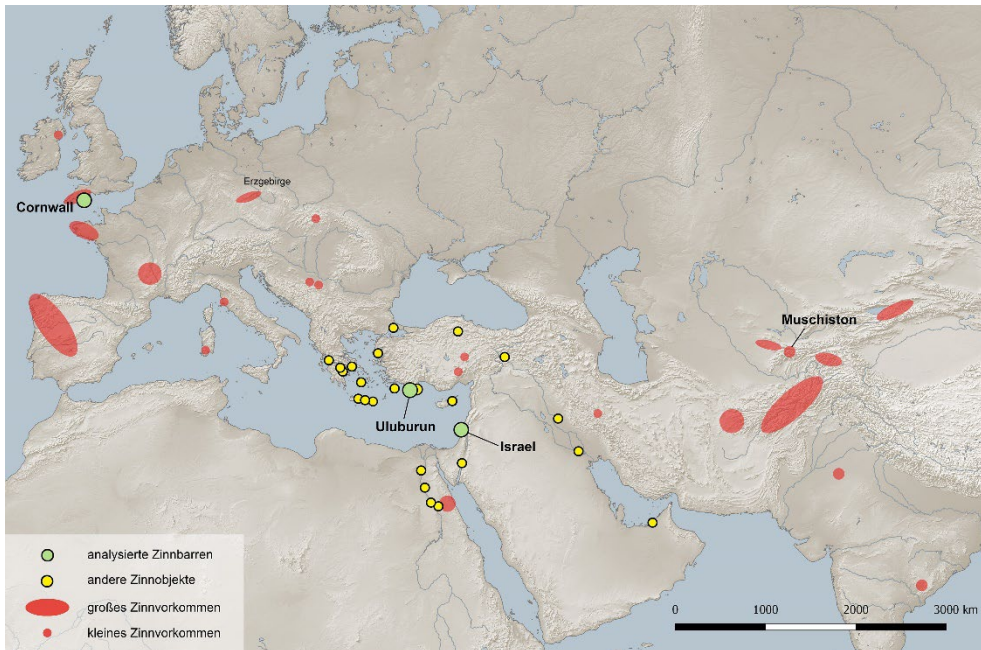 Erzgebirge
Cornwall
Muschiston
Uluburun
Israel
analysierte Zinnbarren
andere Zinnobjekte
großes Zinnvorkommen
kleines Zinnvorkommen
0 1000 2000 3000 km